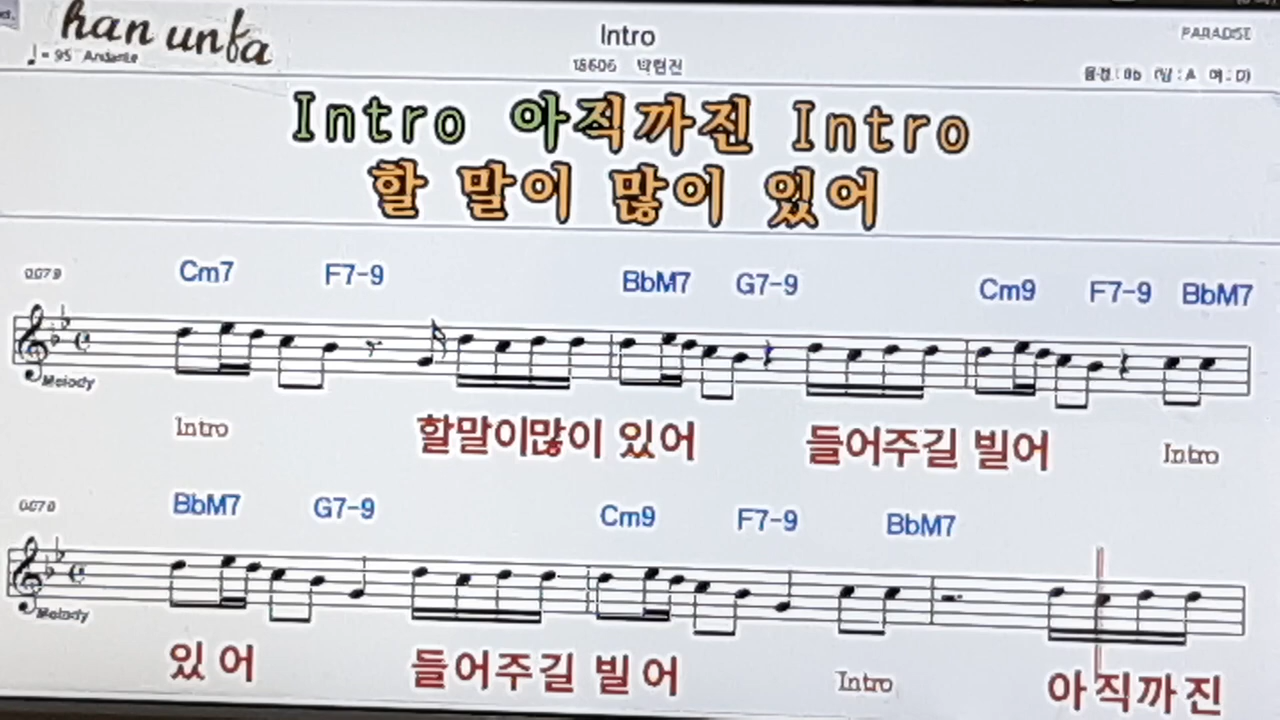 han unfa
Intro
PARADISE
♩= 95 Andante
18606 박현진
Intro 아직까진 Intro
할 말이 많이 있어
Cm7 F7-9 BbM7 G7-9 Cm9 F7-9 BbM7
Melody
Intro 할말이많이 있어 들어주길 빌어 Intro
BbM7 G7-9 Cm9 F7-9 BbM7
Melody
있어 들어주길 빌어 Intro 아직까진